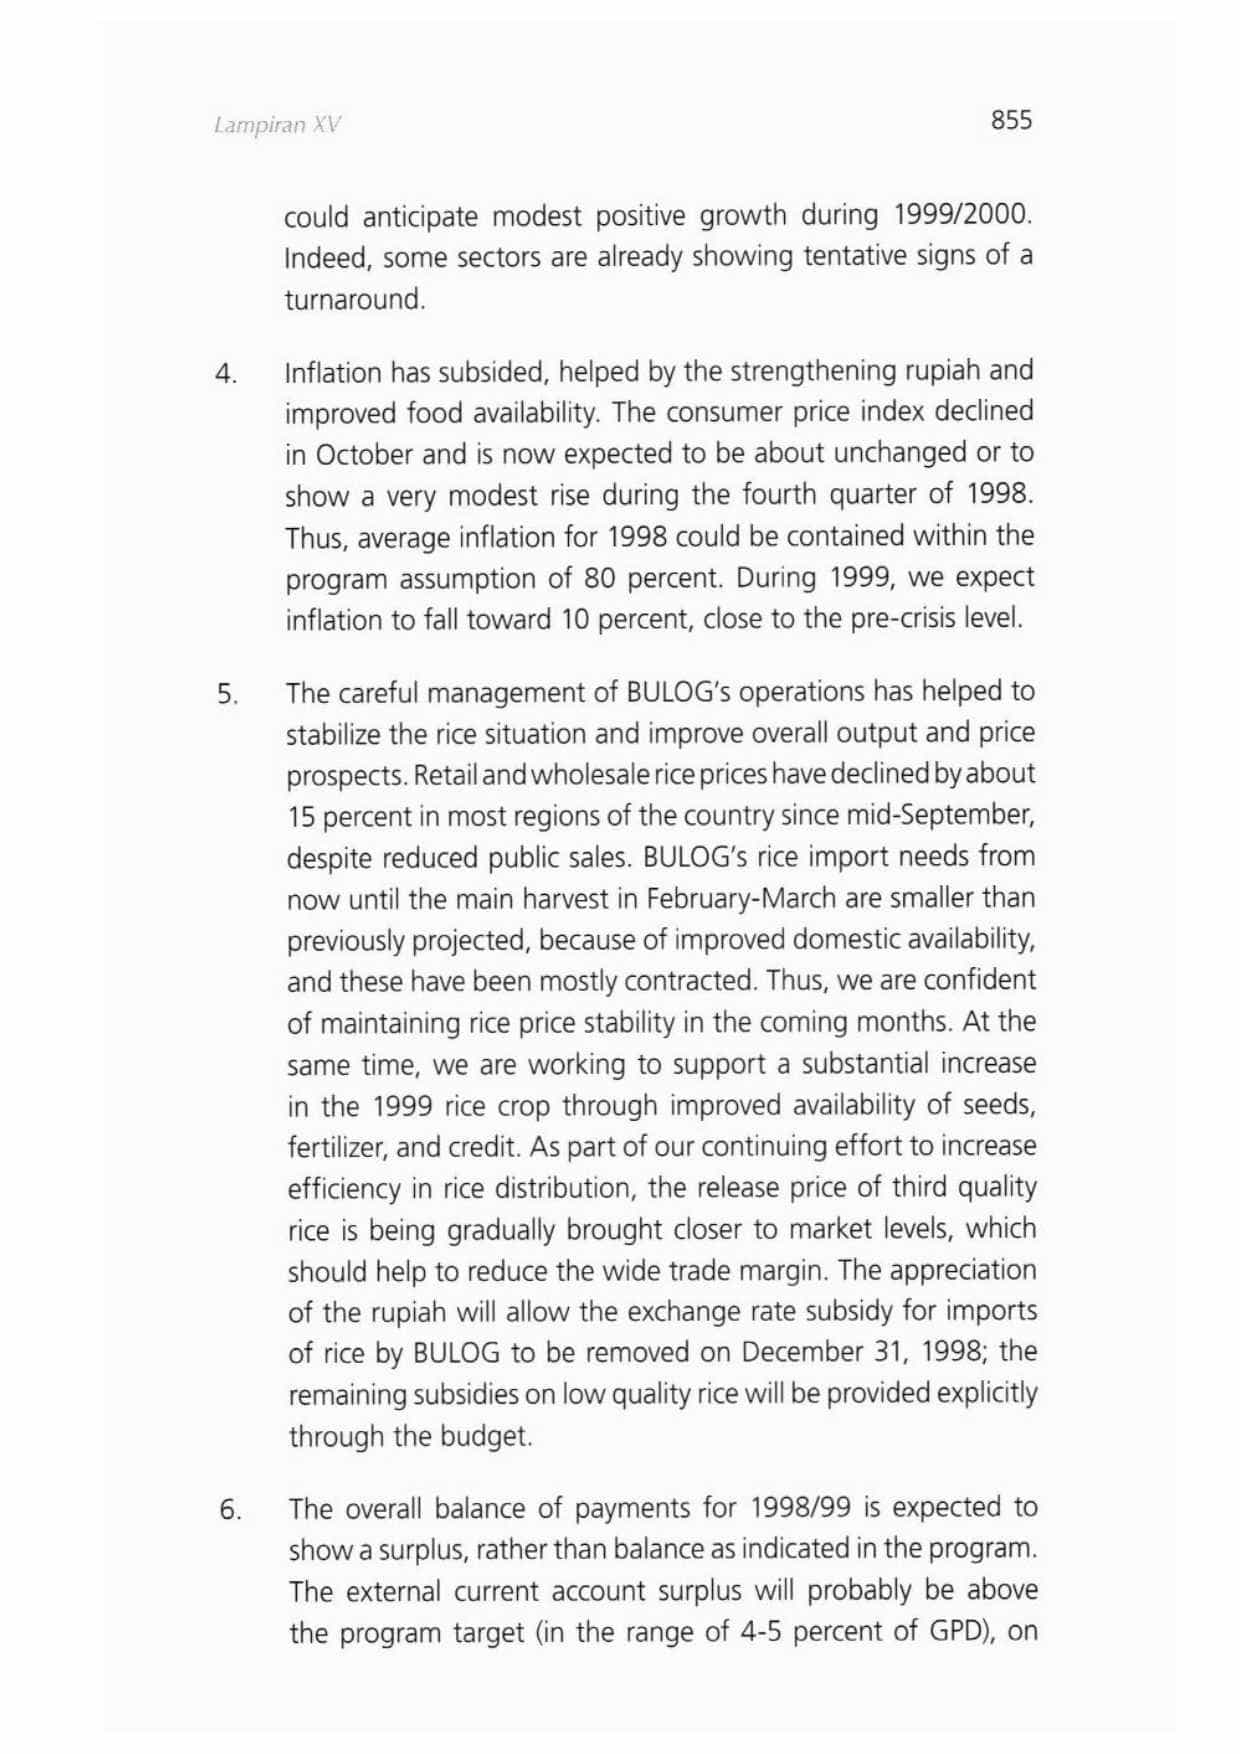 Lampiran XV
855
could anticipate modest positive growth during 1999/2000.
Indeed, some sectors are already showing tentative signs of a
turnaround.
4. Inflation has subsided, helped by the strengthening rupiah and
improved food availability. The consumer price index declined
in October and is now expected to be about unchanged or to
show a very modest rise during the fourth quarter of 1998.
Thus, average inflation for 1998 could be contained within the
program assumption of 80 percent. During 1999, we expect
inflation to fall toward 10 percent, close to the pre-crisis level.
5. The careful management of BULOG's operations has helped to
stabilize the rice situation and improve overall output and price
prospects. Retail and wholesale rice prices have declined by about
15 percent in most regions of the country since mid-September,
despite reduced public sales. BULOG's rice import needs from
now until the main harvest in February-March are smaller than
previously projected, because of improved domestic availability,
and these have been mostly contracted. Thus, we are confident
of maintaining rice price stability in the coming months. At the
same time, we are working to support a substantial increase
in the 1999 rice crop through improved availability of seeds,
fertilizer, and credit. As part of our continuing effort to increase
efficiency in rice distribution, the release price of third quality
rice is being gradually brought closer to market levels, which
should help to reduce the wide trade margin. The appreciation
of the rupiah will allow the exchange rate subsidy for imports
of rice by BULOG to be removed on December 31, 1998; the
remaining subsidies on low quality rice will be provided explicitly
through the budget.
6. The overall balance of payments for 1998/99 is expected to
show a surplus, rather than balance as indicated in the program.
The external current account surplus will probably be above
the program target (in the range of 4-5 percent of GPD), on